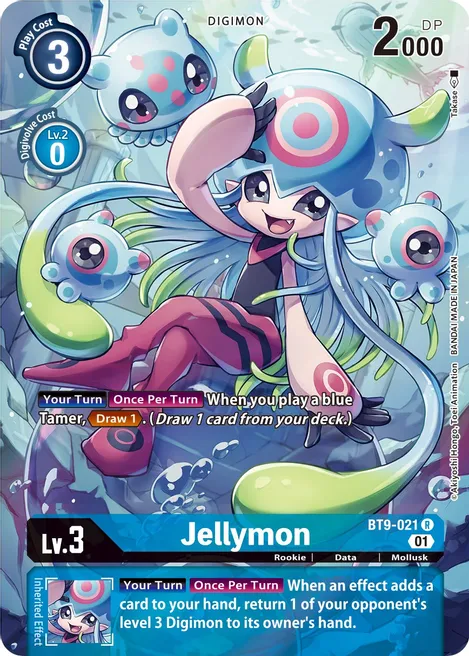 DIGIMON
Play Cost
3
DP
2000
Digivolve Cost
Lv.2
0
Takase
Your Turn Once Per Turn When you play a blue
Tamer, Draw 1. (Draw 1 card from your deck.)
© Akiyoshi Hongo, Toei Animation BANDAI MADE IN JAPAN
Lv.3
Jellymon
BT9-021 R
01
Rookie | Data | Mollusk
Inherited Effect
Your Turn Once Per Turn When an effect adds a
card to your hand, return 1 of your opponent's
level 3 Digimon to its owner's hand.